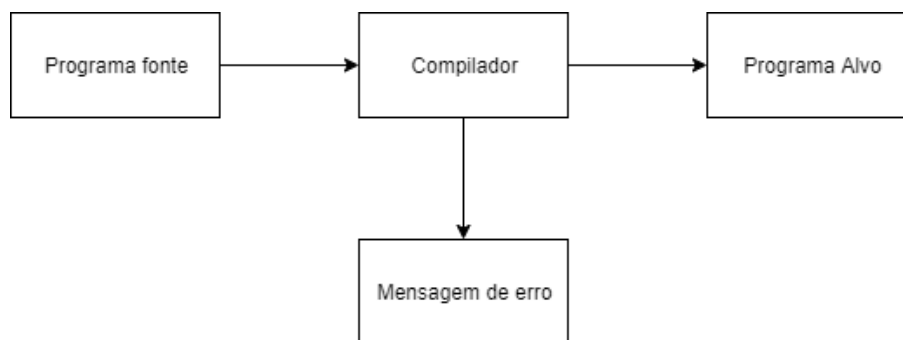 Programa fonte
Compilador
Programa Alvo
Mensagem de erro